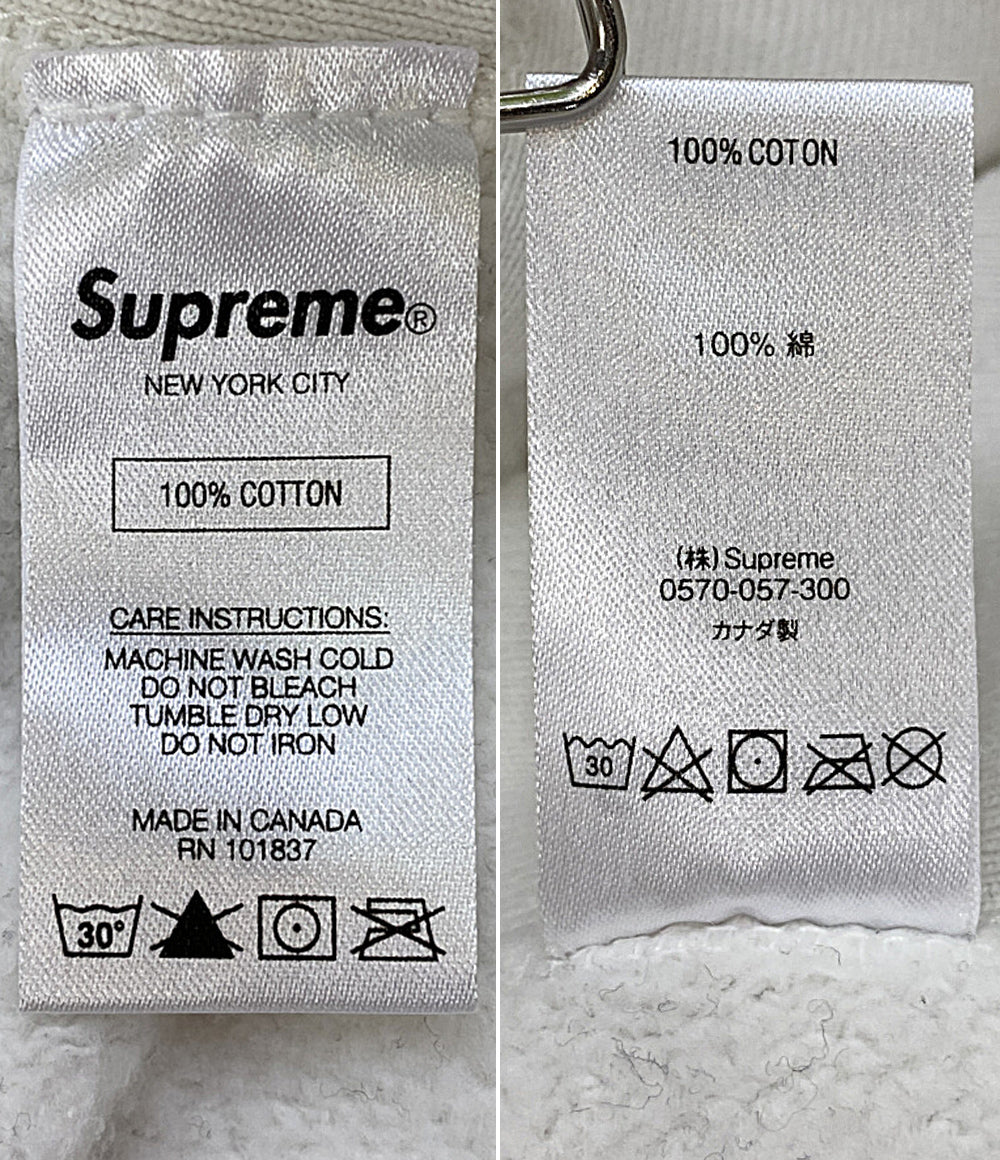 Supreme®
NEW YORK CITY
100% COTTON
CARE INSTRUCTIONS:
MACHINE WASH COLD
DO NOT BLEACH
TUMBLE DRY LOW
DO NOT IRON
MADE IN CANADA
RN 101837
30°
100% COTON
100% 綿
(株)Supreme
0570-057-300
カナダ製
30